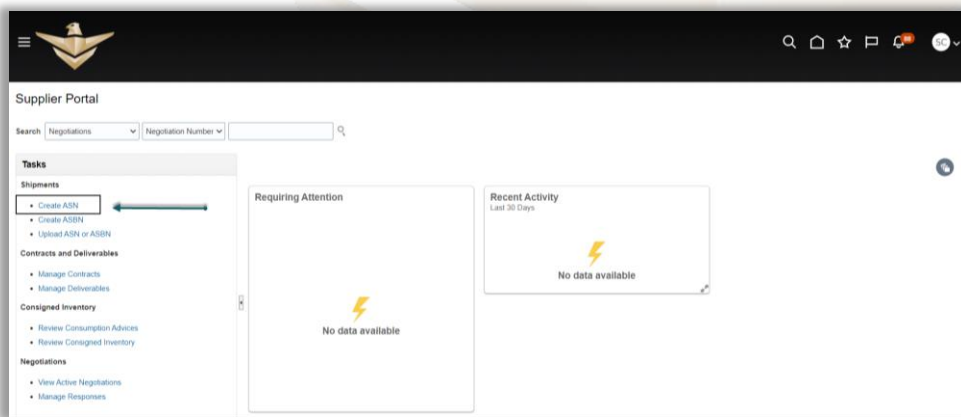 SC
Supplier Portal
Search Negotiations Negotiation Number
Tasks
Shipments
Create ASN
Create ASBN
Upload ASN or ASBN
Contracts and Deliverables
Manage Contracts
Manage Deliverables
Consigned Inventory
Review Consumption Advices
Review Consigned Inventory
Negotiations
View Active Negotiations
Manage Responses
Requiring Attention
No data available
Recent Activity
Last 30 Days
No data available